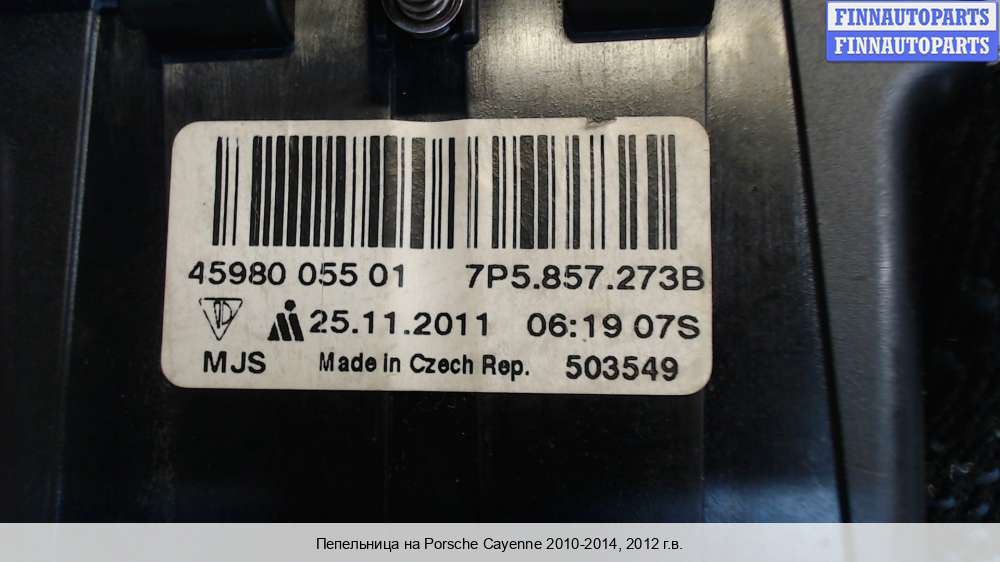 FINNAUTOPARTS
FINNAUTOPARTS
45980 055 01 7P5.857.273B
25.11.2011 06:19 07S
MJS Made in Czech Rep. 503549
Пепельница на Porsche Cayenne 2010-2014, 2012 г.в.